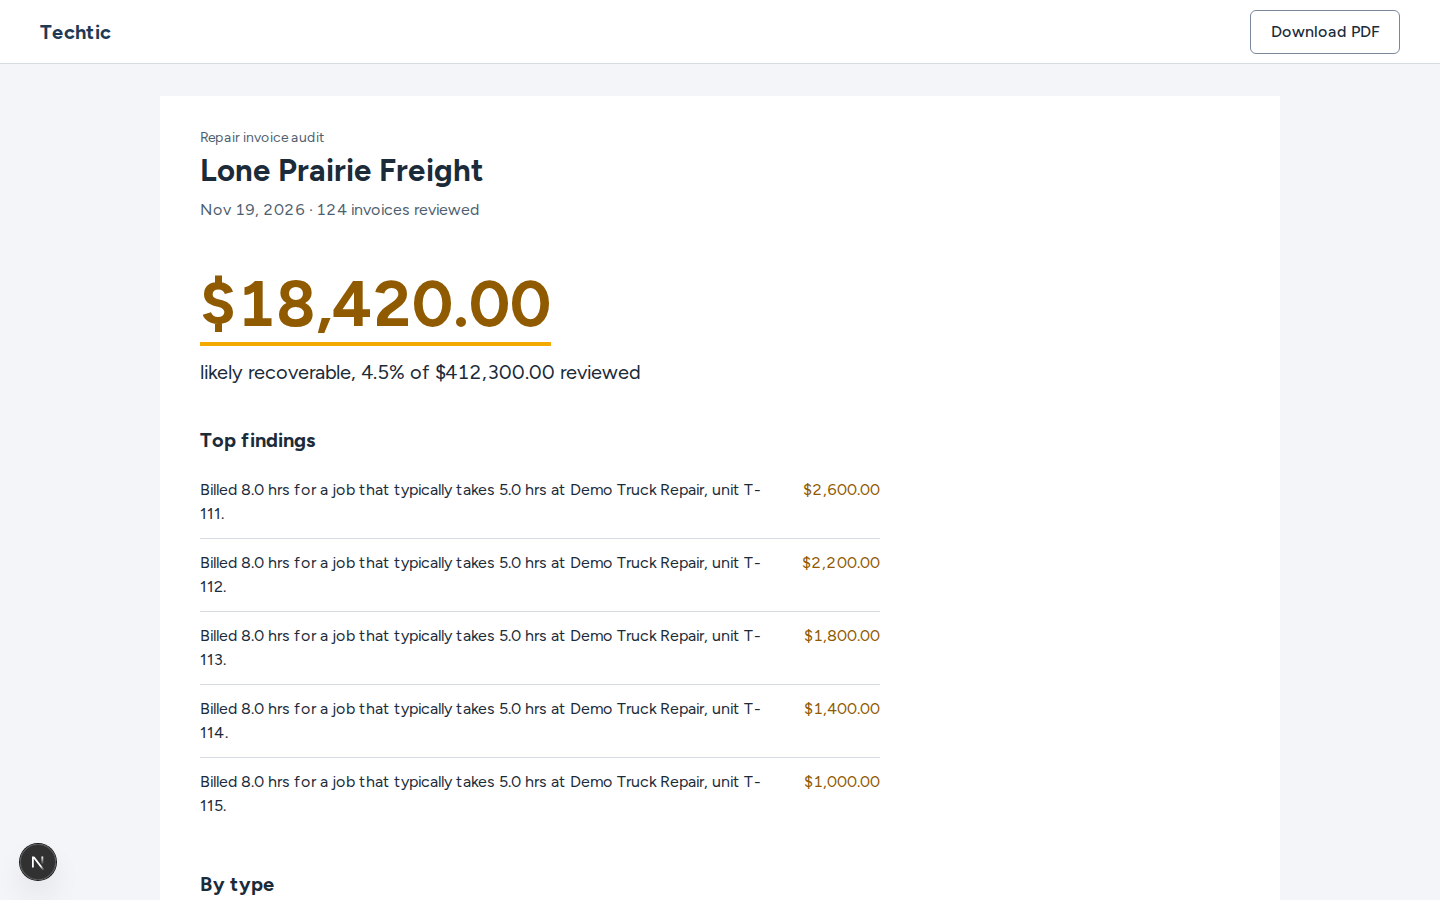 Techtic
Download PDF
Repair invoice audit
Lone Prairie Freight
Nov 19, 2026 · 124 invoices reviewed
$18,420.00
likely recoverable, 4.5% of $412,300.00 reviewed
Top findings
Billed 8.0 hrs for a job that typically takes 5.0 hrs at Demo Truck Repair, unit T-
111.
$2,600.00
Billed 8.0 hrs for a job that typically takes 5.0 hrs at Demo Truck Repair, unit T-
112.
$2,200.00
Billed 8.0 hrs for a job that typically takes 5.0 hrs at Demo Truck Repair, unit T-
113.
$1,800.00
Billed 8.0 hrs for a job that typically takes 5.0 hrs at Demo Truck Repair, unit T-
114.
$1,400.00
Billed 8.0 hrs for a job that typically takes 5.0 hrs at Demo Truck Repair, unit T-
115.
$1,000.00
N
By type